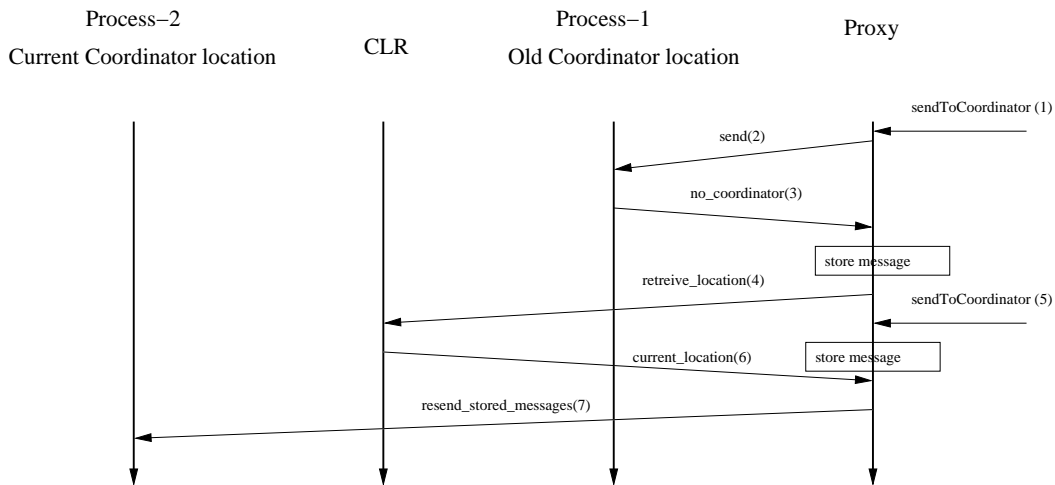 Process-2
Current Coordinator location
CLR
Process-1
Old Coordinator location
Proxy
sendToCoordinator (1)
send(2)
no_coordinator(3)
store message
retreive_location(4)
sendToCoordinator (5)
current_location(6)
store message
resend_stored_messages(7)